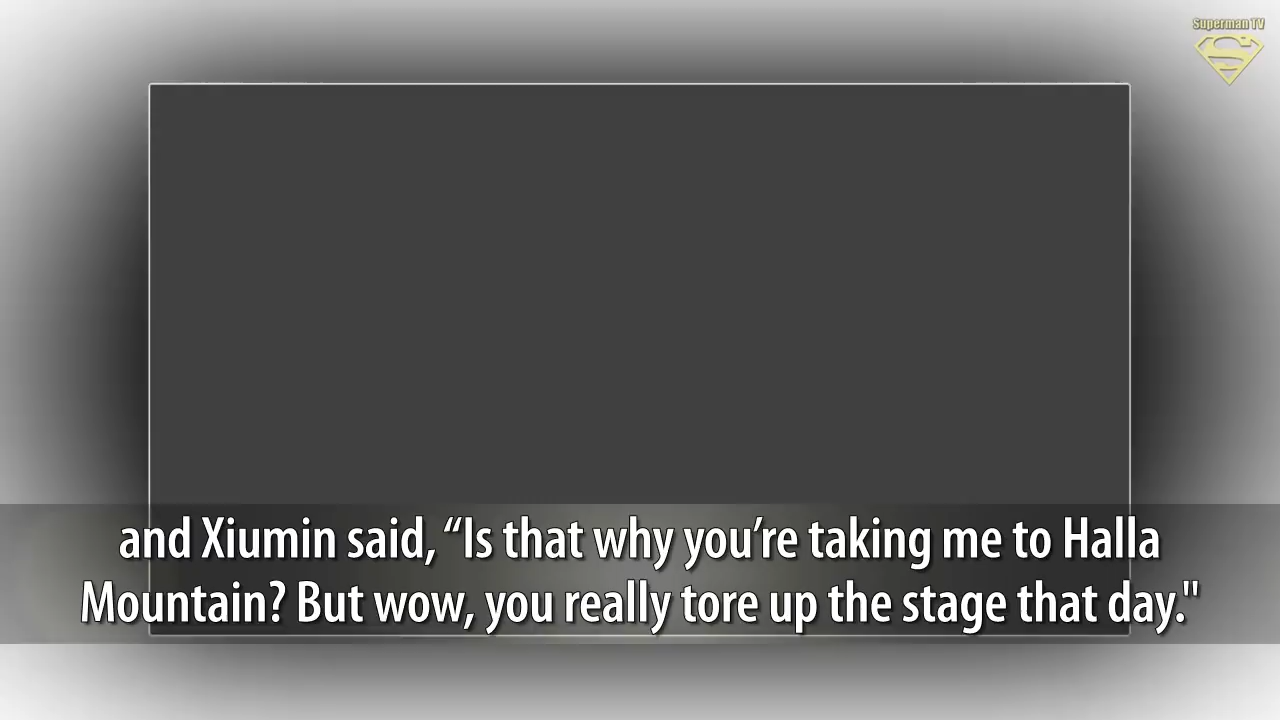 Superman TV
and Xiumin said, “Is that why you’re taking me to Halla
Mountain? But wow, you really tore up the stage that day."